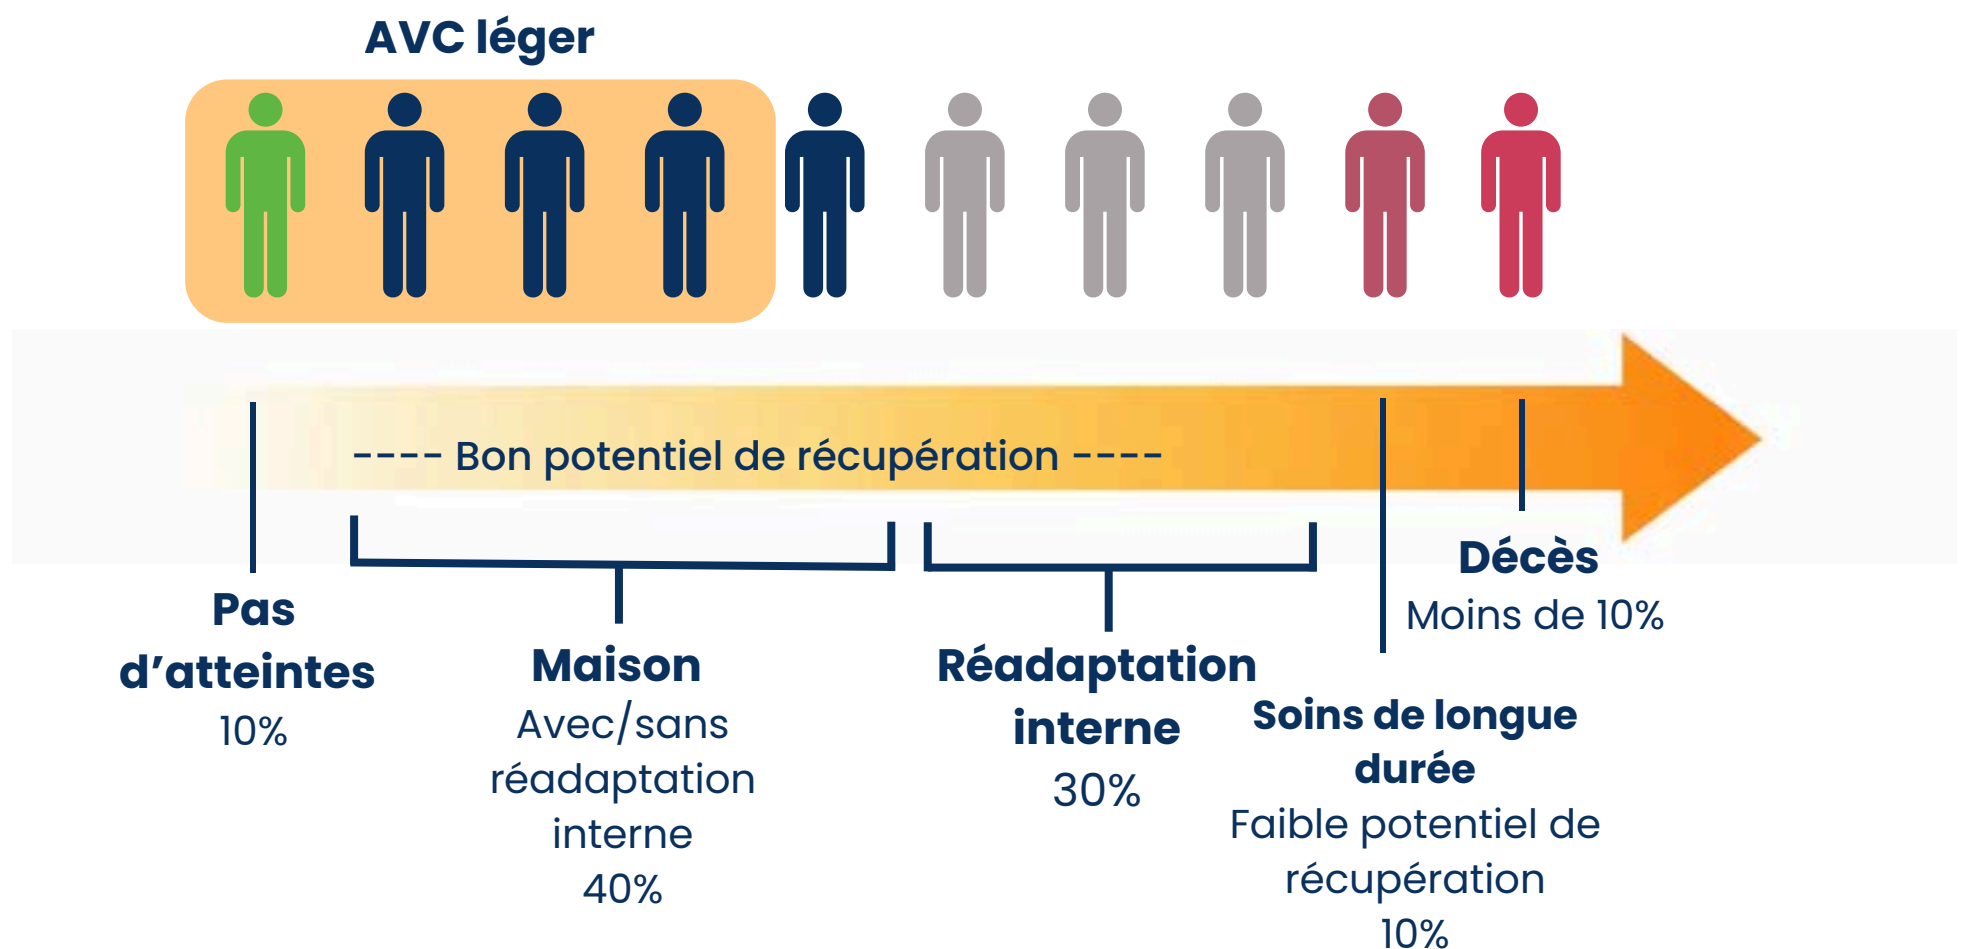 AVC léger
---- Bon potentiel de récupération ----
Pas
d’atteintes
10%
Maison
Avec/sans
réadaptation
interne
40%
Réadaptation
interne
30%
Soins de longue
durée
Faible potentiel de
récupération
10%
Décès
Moins de 10%